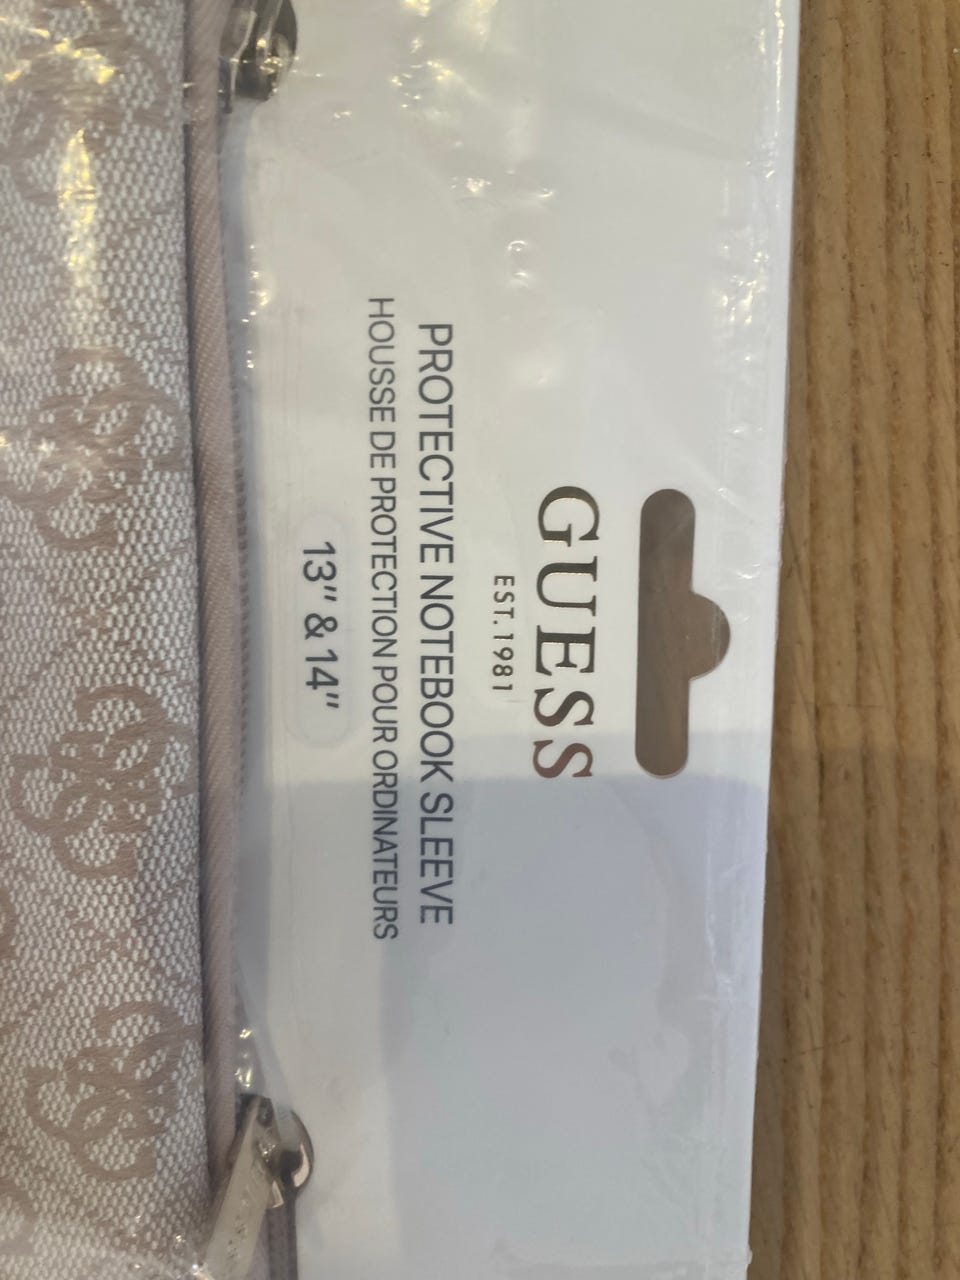 GUESS
EST. 1981
PROTECTIVE NOTEBOOK SLEEVE
HOUSSE DE PROTECTION POUR ORDINATEURS
13" & 14"